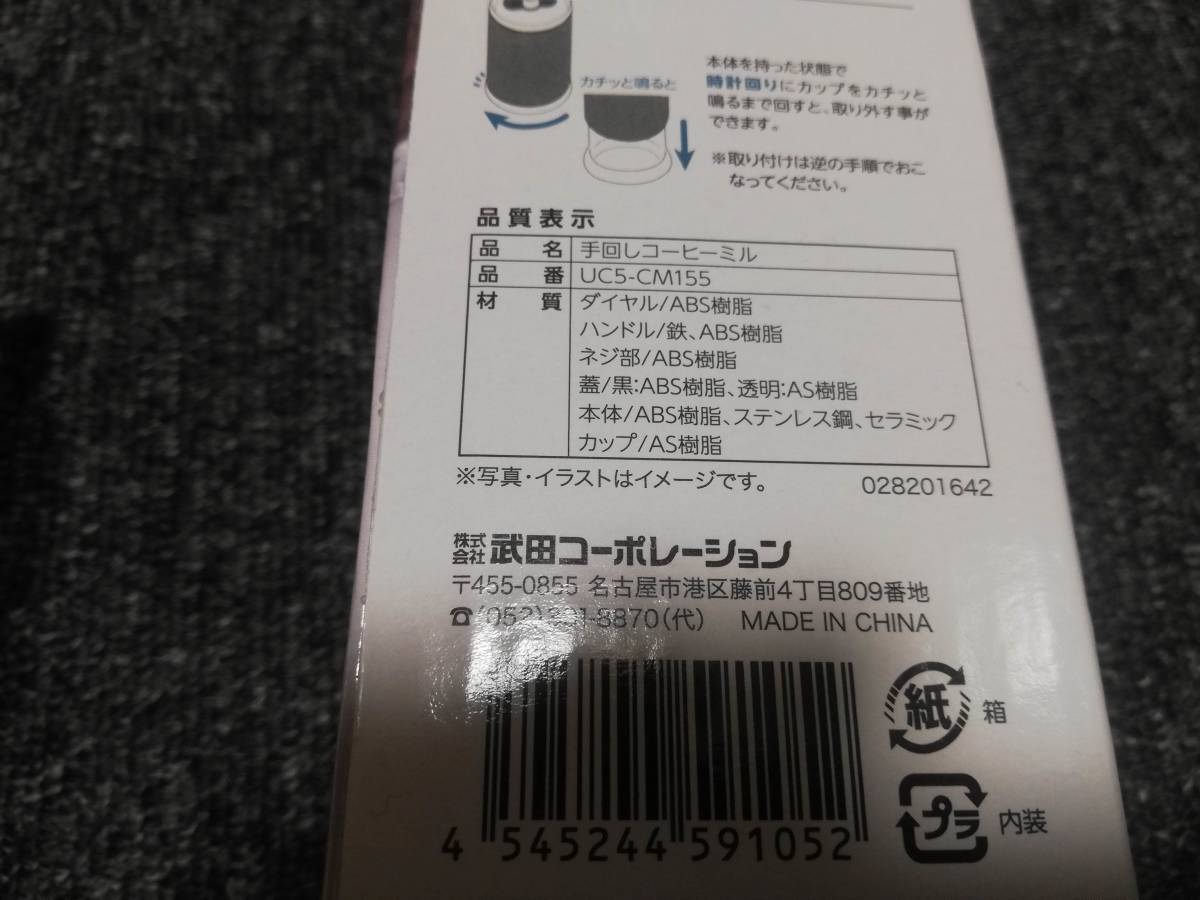 カチッと鳴ると
本体を持った状態で
時計回りにカップをカチッと
鳴るまで回すと、取り外す事が
できます。
※取り付けは逆の手順でおこ
なってください。
品質表示
品名 手回しコーヒーミル
品番 UC5-CM155
材質 ダイヤル/ABS樹脂
ハンドル/鉄、ABS樹脂
ネジ部/ABS樹脂
蓋/黒:ABS樹脂、透明:AS樹脂
本体/ABS樹脂、ステンレス鋼、セラミック
カップ/AS樹脂
※写真・イラストはイメージです。
028201642
株式会社 武田コーポレーション
〒455-0855 名古屋市港区藤前4丁目809番地
(代) MADE IN CHINA
紙 箱
プラ 内装
4 545244 591052